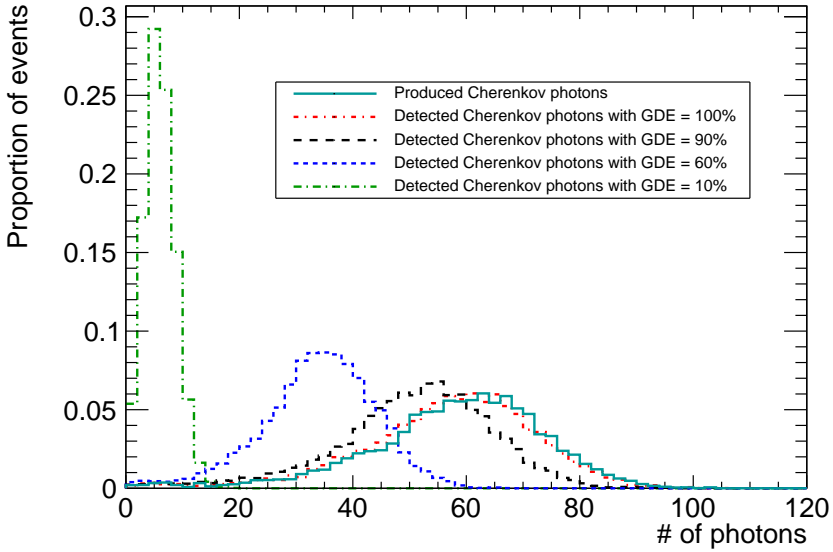 Proportion of events
0.3
0.25
0.2
0.15
0.1
0.05
0
Produced Cherenkov photons
Detected Cherenkov photons with GDE = 100%
Detected Cherenkov photons with GDE = 90%
Detected Cherenkov photons with GDE = 60%
Detected Cherenkov photons with GDE = 10%
0 20 40 60 80 100 120
# of photons